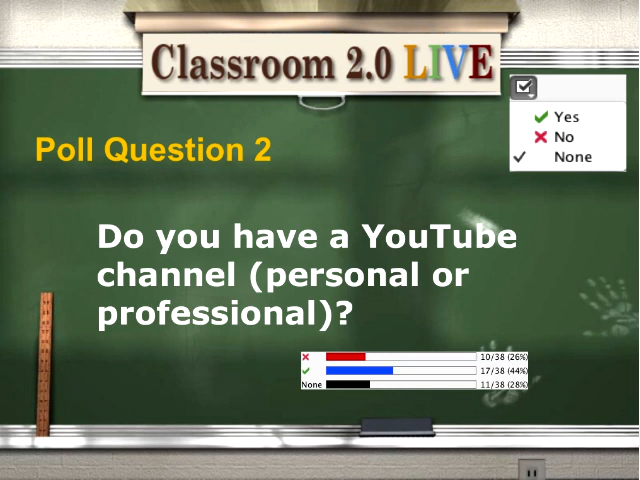 Classroom 2.0 LIVE
Yes
No
None
Poll Question 2
Do you have a YouTube
channel (personal or
professional)?
10/38 (26%)
17/38 (44%)
None 11/38 (28%)